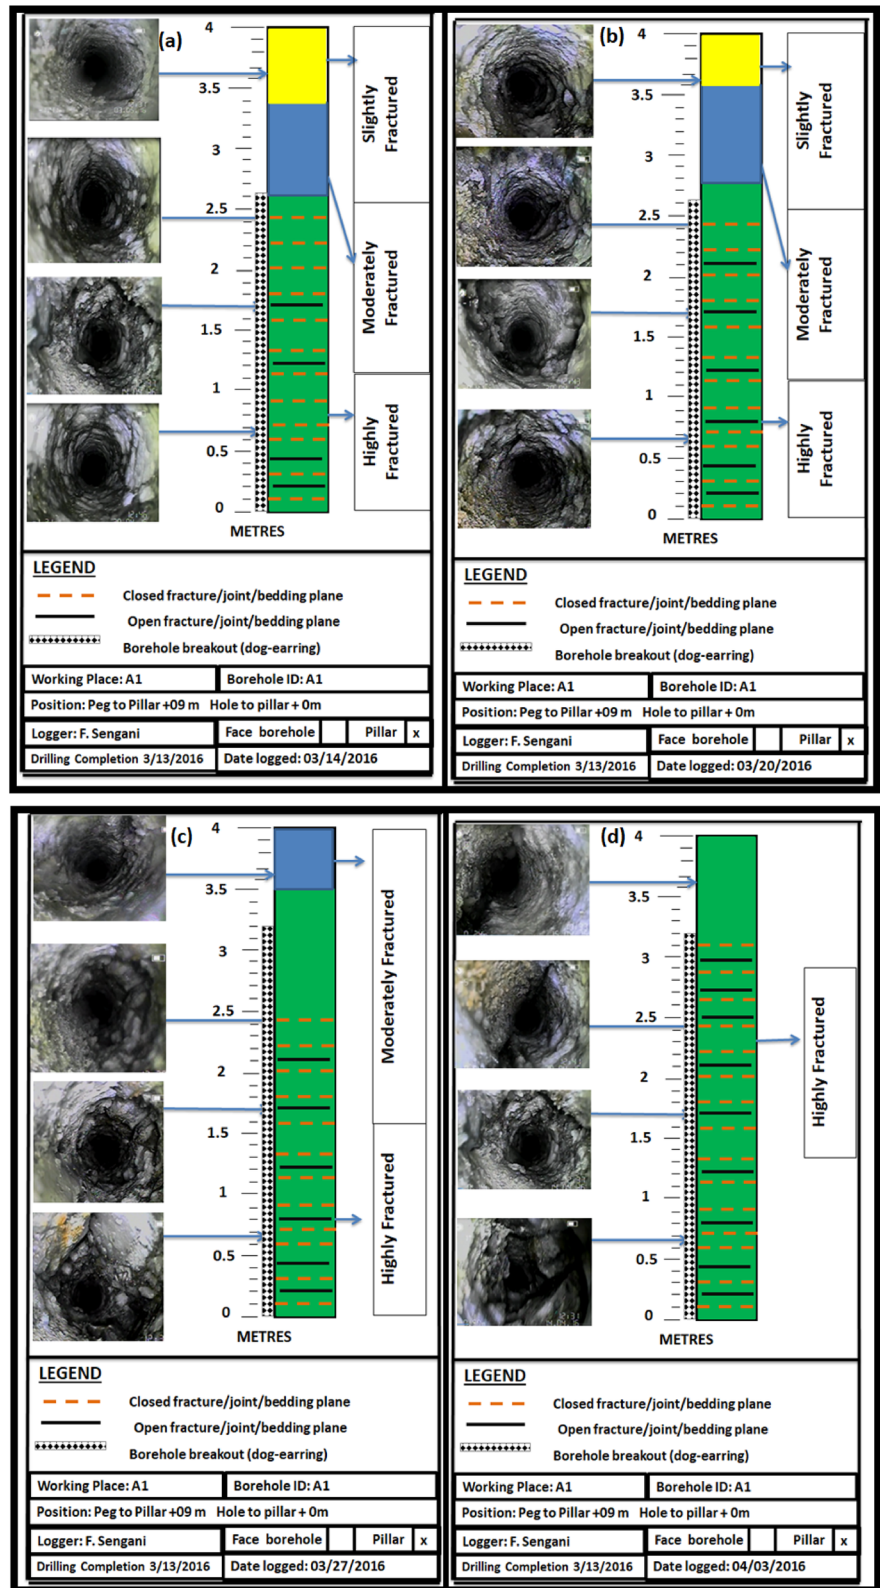 (a)
4
3.5
3
2.5
2
1.5
1
0.5
0
METRES
Slightly Fractured
Moderately Fractured
Highly Fractured
LEGEND
Closed fracture/joint/bedding plane
Open fracture/joint/bedding plane
Borehole breakout (dog-earring)
Working Place: A1 Borehole ID: A1
Position: Peg to Pillar +09 m Hole to pillar + 0m
Logger: F. Sengani Face borehole Pillar x
Drilling Completion 3/13/2016 Date logged: 03/14/2016
(b)
4
3.5
3
2.5
2
1.5
1
0.5
0
METRES
Slightly Fractured
Moderately Fractured
Highly Fractured
LEGEND
Closed fracture/joint/bedding plane
Open fracture/joint/bedding plane
Borehole breakout (dog-earring)
Working Place: A1 Borehole ID: A1
Position: Peg to Pillar +09 m Hole to pillar + 0m
Logger: F. Sengani Face borehole Pillar x
Drilling Completion 3/13/2016 Date logged: 03/20/2016
(c)
4
3.5
3
2.5
2
1.5
1
0.5
0
METRES
Moderately Fractured
Highly Fractured
LEGEND
Closed fracture/joint/bedding plane
Open fracture/joint/bedding plane
Borehole breakout (dog-earring)
Working Place: A1 Borehole ID: A1
Position: Peg to Pillar +09 m Hole to pillar + 0m
Logger: F. Sengani Face borehole Pillar x
Drilling Completion 3/13/2016 Date logged: 03/27/2016
(d)
4
3.5
3
2.5
2
1.5
1
0.5
0
METRES
Highly Fractured
LEGEND
Closed fracture/joint/bedding plane
Open fracture/joint/bedding plane
Borehole breakout (dog-earring)
Working Place: A1 Borehole ID: A1
Position: Peg to Pillar +09 m Hole to pillar + 0m
Logger: F. Sengani Face borehole Pillar x
Drilling Completion 3/13/2016 Date logged: 04/03/2016